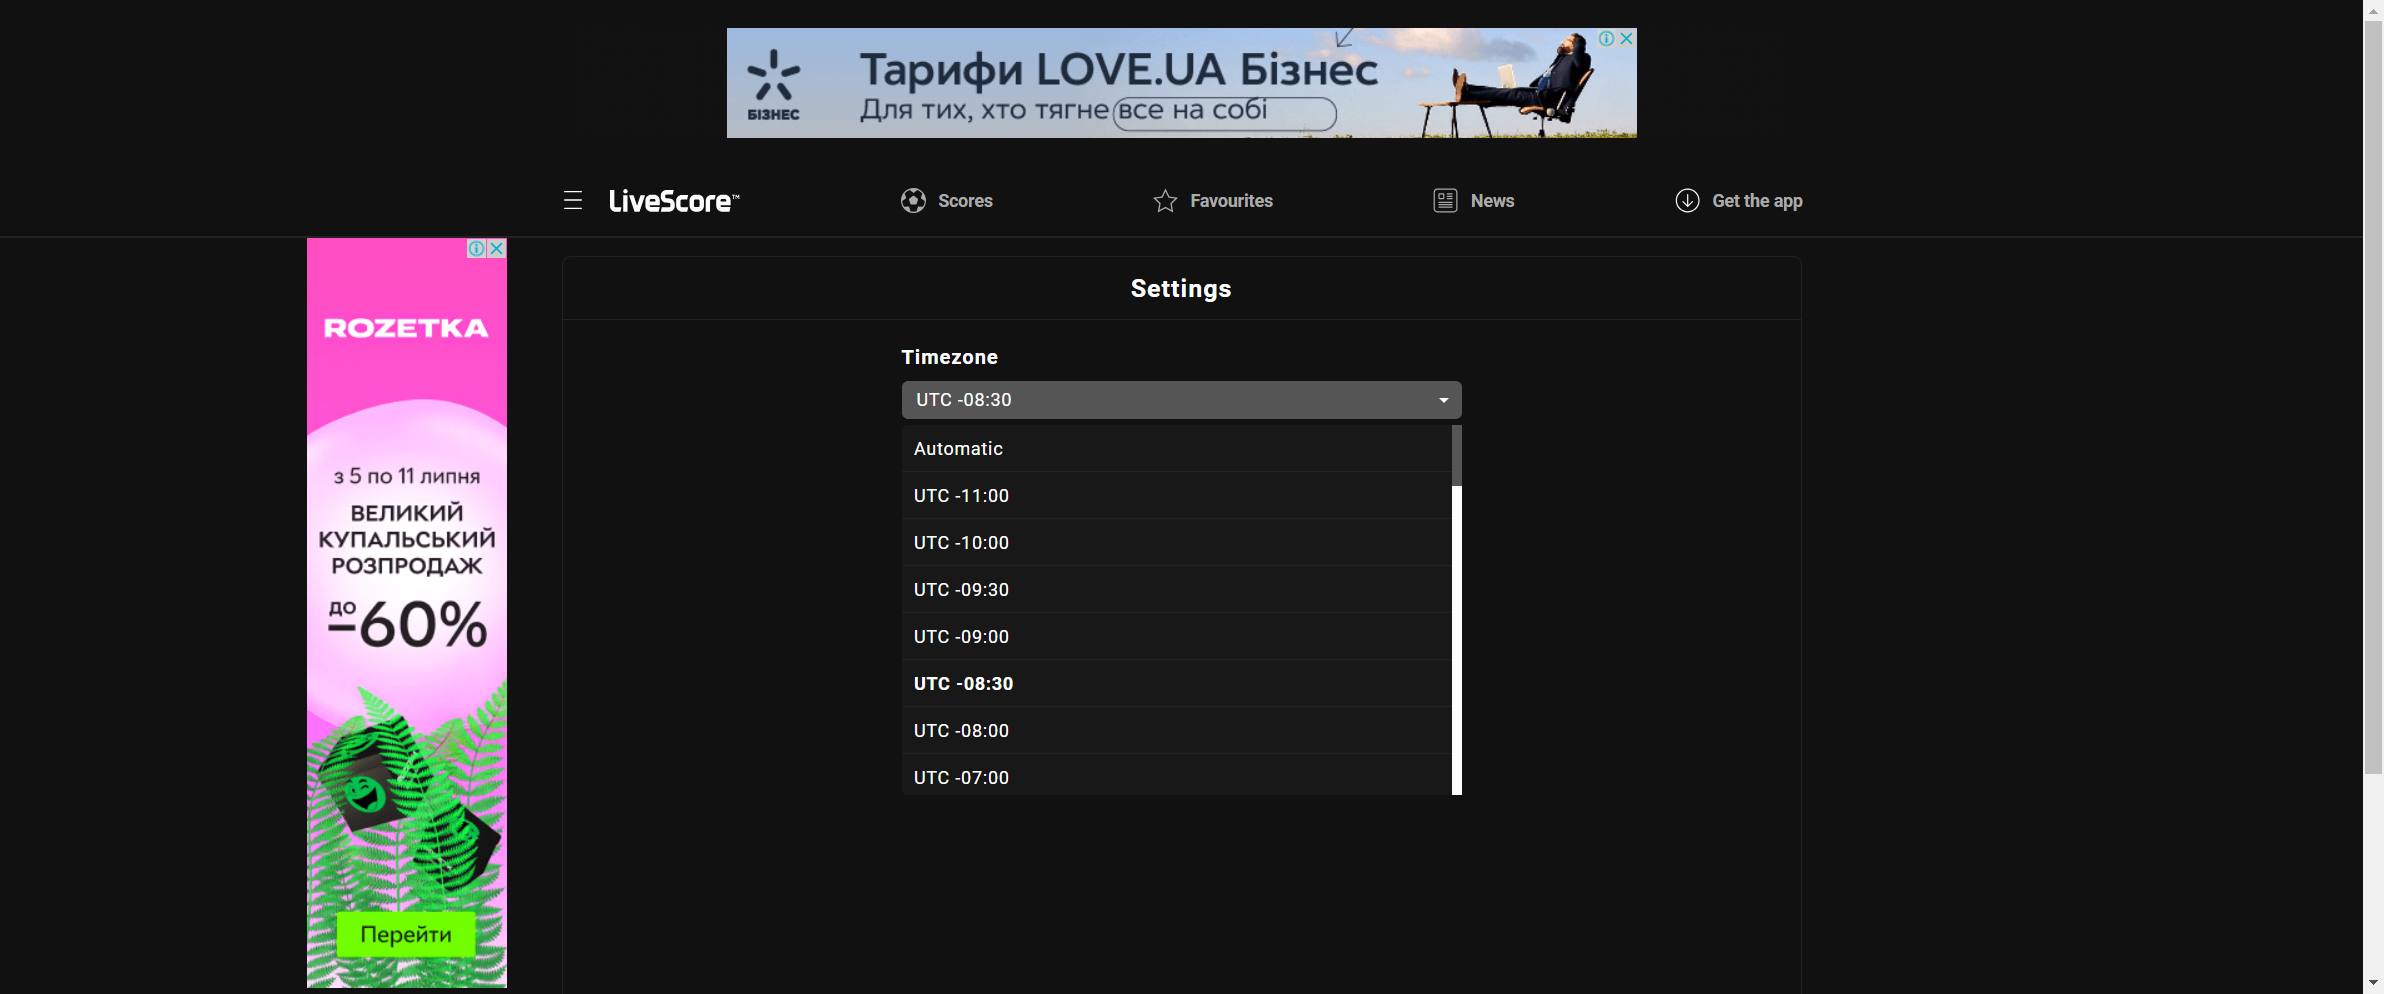 Тарифи LOVE.UA Бізнес
Для тих, хто тягне все на собі
БІЗНЕС
LiveScore™
Scores
Favourites
News
Get the app
ROZETKA
з 5 по 11 липня
ВЕЛИКИЙ
КУПАЛЬСЬКИЙ
РОЗПРОДАЖ
до
–60%
Перейти
Settings
Timezone
UTC -08:30
Automatic
UTC -11:00
UTC -10:00
UTC -09:30
UTC -09:00
UTC -08:30
UTC -08:00
UTC -07:00